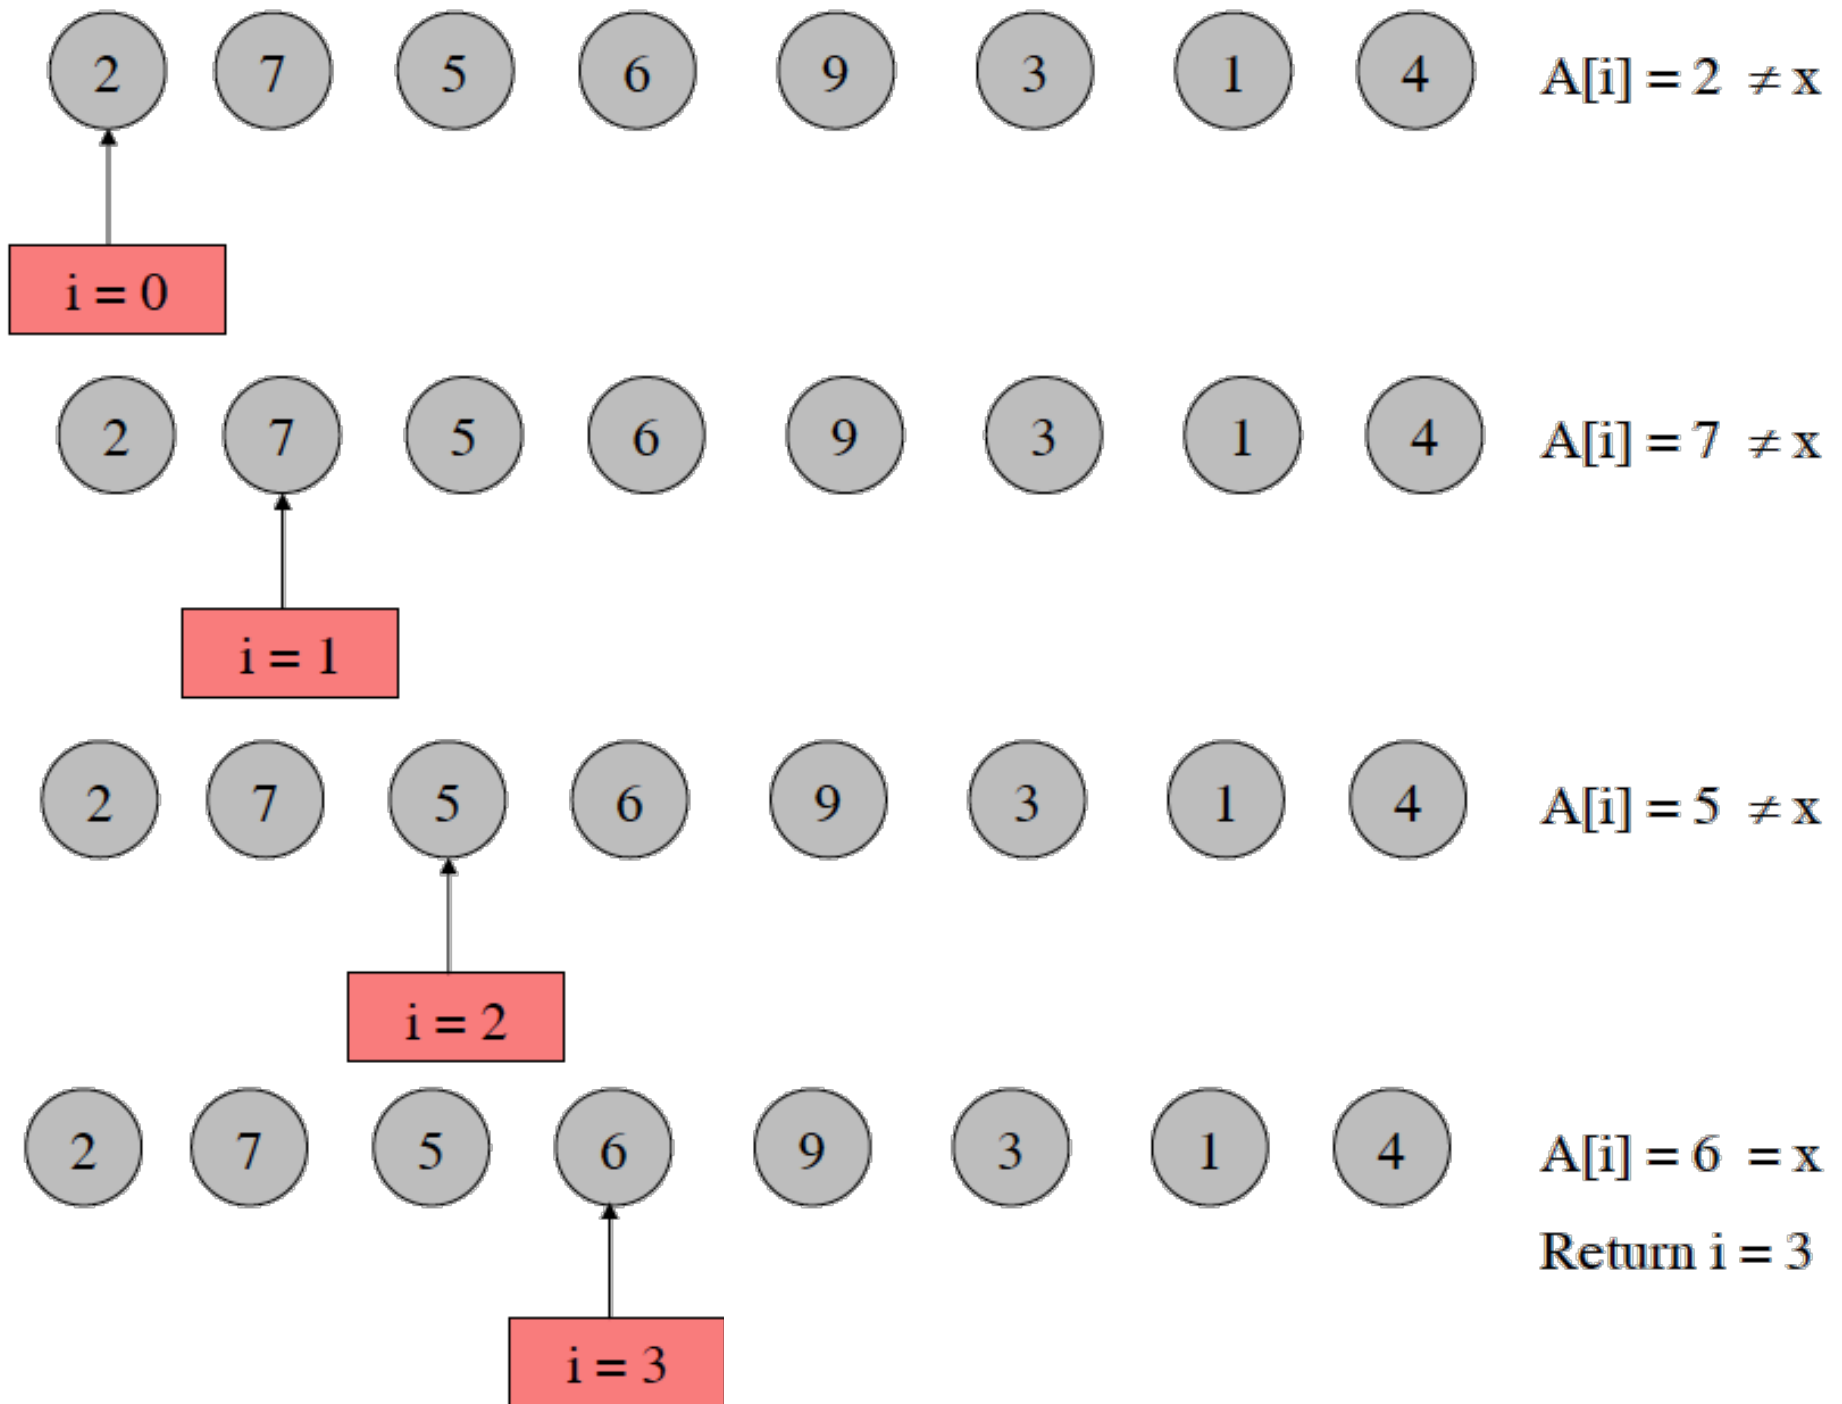 2 7 5 6 9 3 1 4 A[i] = 2 ≠ x
i = 0
2 7 5 6 9 3 1 4 A[i] = 7 ≠ x
i = 1
2 7 5 6 9 3 1 4 A[i] = 5 ≠ x
i = 2
2 7 5 6 9 3 1 4 A[i] = 6 = x
Return i = 3
i = 3